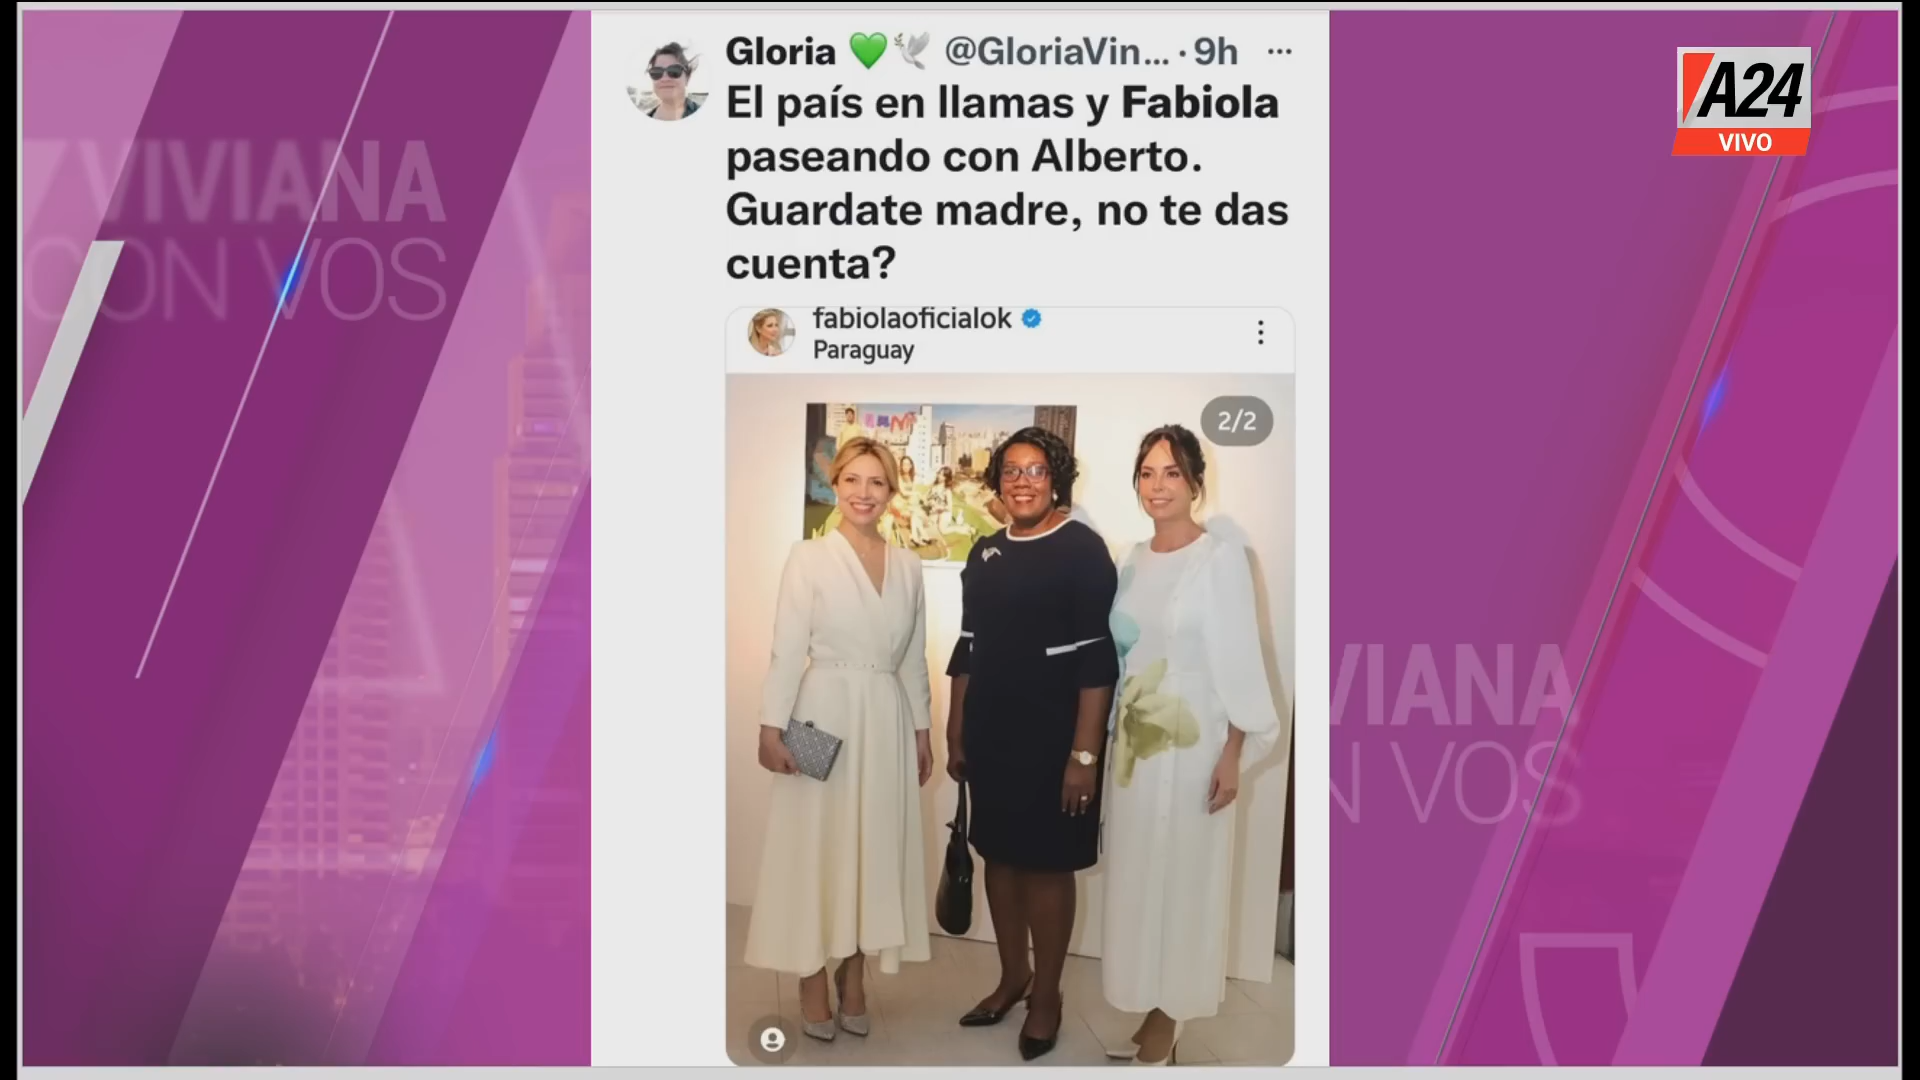 Gloria 💚🕊 @GloriaVin... · 9h ...
El país en llamas y Fabiola
paseando con Alberto.
Guardate madre, no te das
cuenta?
fabiolaoficialok
Paraguay
2/2
A24
VIVO
VIVIANA
CON VOS
VIANA
N VOS